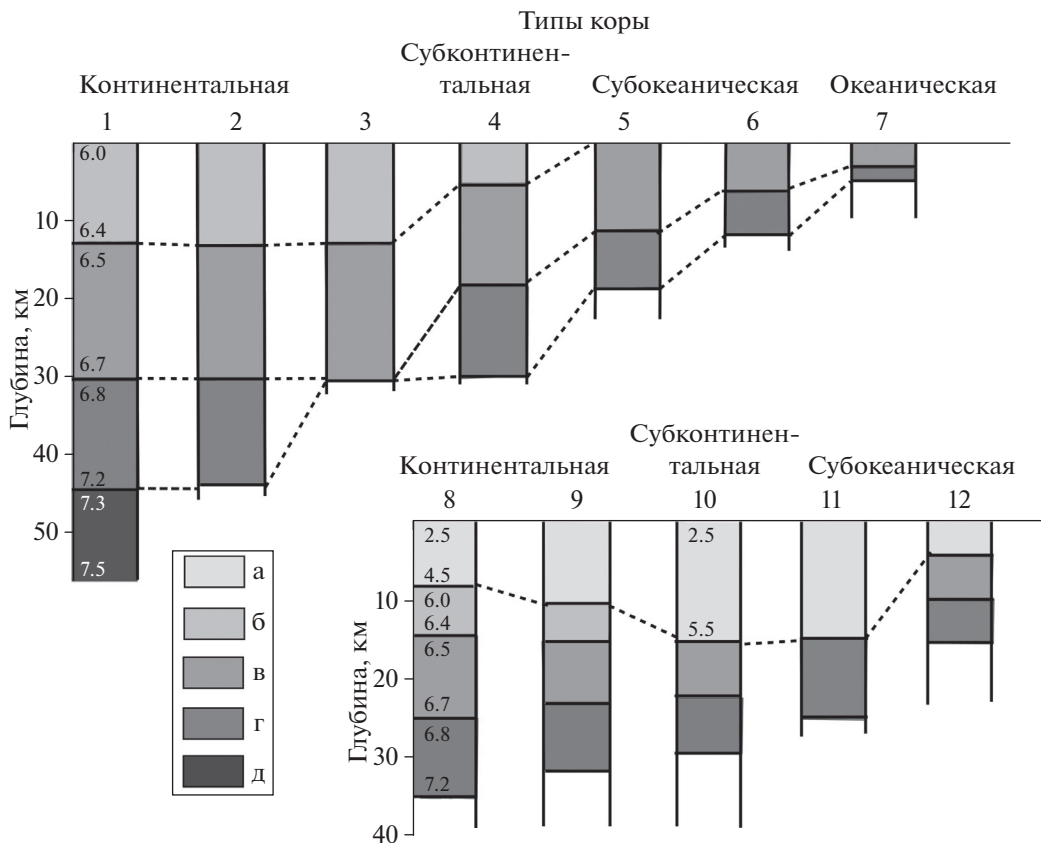 Типы коры
Субконтинен-
Континентальная тальная Субокеаническая Океаническая
1 2 3 4 5 6 7
6.0
10
6.4
6.5
20
6.7
30
6.8
40
7.2
7.3
50
7.5
Глубина, км
а
б
в
г
д
Субконтинен-
Континентальная тальная Субокеаническая
8 9 10 11 12
2.5 2.5
4.5
10
6.0
6.4 5.5
6.5
20
6.7
6.8
30
7.2
40
Глубина, км